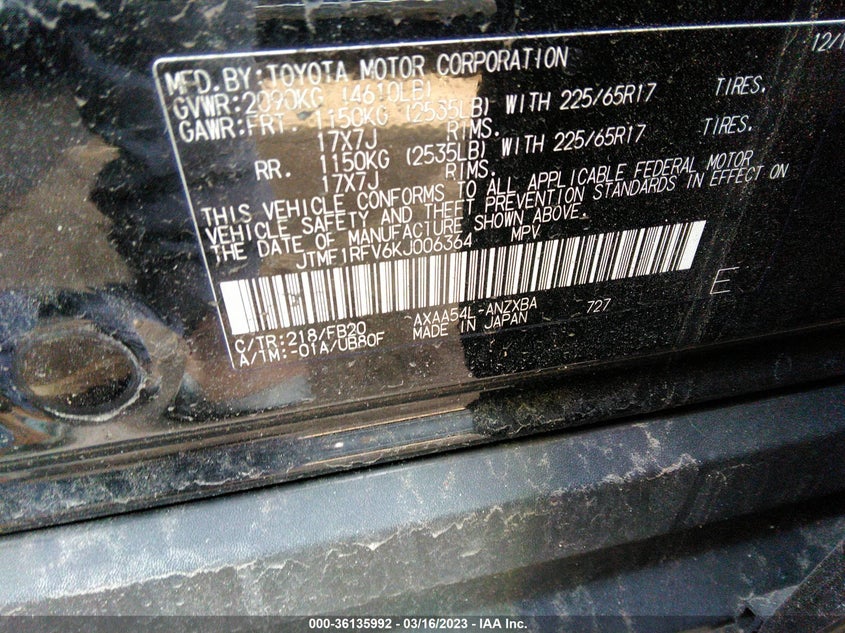 12/1
MFD. BY: TOYOTA MOTOR CORPORATION
GVWR: 2090KG (4610LB)
GAWR: FRT. 1150KG (2535LB) WITH 225/65R17 TIRES.
17X7J RIMS.
RR. 1150KG (2535LB) WITH 225/65R17 TIRES.
17X7J RIMS.
THIS VEHICLE CONFORMS TO ALL APPLICABLE FEDERAL MOTOR
VEHICLE SAFETY AND THEFT PREVENTION STANDARDS IN EFFECT ON
THE DATE OF MANUFACTURE SHOWN ABOVE.
JTMF1RFV6KJ006364 MPV
E
C/TR: 218/FB20 AXAA54L-ANZXBA 727
A/TM: -01A/UB80F MADE IN JAPAN
000-36135992 - 03/16/2023 - IAA Inc.